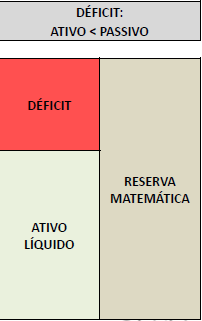 DÉFICIT:
ATIVO < PASSIVO
DÉFICIT
RESERVA
MATEMÁTICA
ATIVO
LÍQUIDO